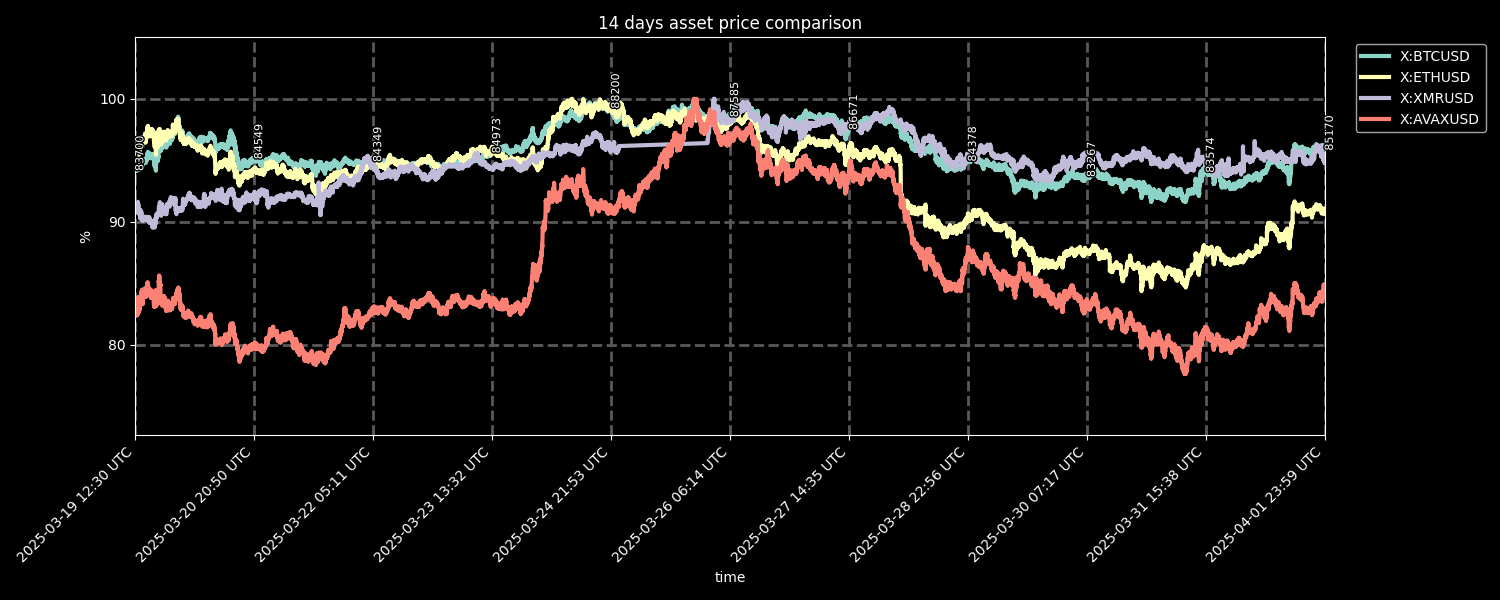 14 days asset price comparison
X:BTCUSD
X:ETHUSD
X:XMRUSD
X:AVAXUSD
100
90
80
%
83700
84549
84349
84973
88200
87585
86671
84378
83267
83574
85170
2025-03-19 12:30 UTC
2025-03-20 20:50 UTC
2025-03-22 05:11 UTC
2025-03-23 13:32 UTC
2025-03-24 21:53 UTC
2025-03-26 06:14 UTC
2025-03-27 14:35 UTC
2025-03-28 22:56 UTC
2025-03-30 07:17 UTC
2025-03-31 15:38 UTC
2025-04-01 23:59 UTC
time